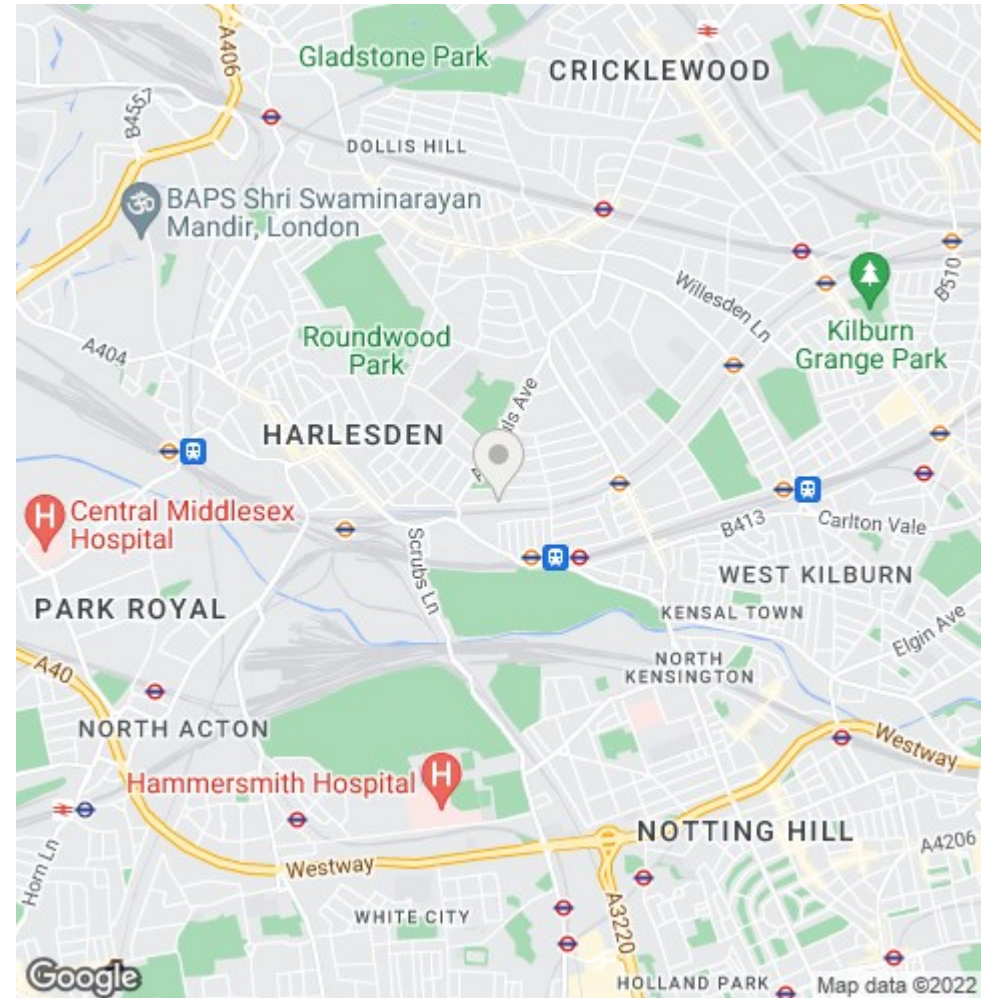 A406
Gladstone Park
CRICKLEWOOD
B4557
DOLLIS HILL
BAPS Shri Swaminarayan
Mandir, London
B510
Willesden Ln
Roundwood
Park
Kilburn
Grange Park
A404
HARLESDEN
Central Middlesex
Hospital
Scrubs Ln
B413
Carlton Vale
WEST KILBURN
PARK ROYAL
KENSAL TOWN
Elgin Ave
NORTH
KENSINGTON
A40
NORTH ACTON
Westway
Hammersmith Hospital
NOTTING HILL
A4206
Horn Ln
Westway
WHITE CITY
A3220
HOLLAND PARK
Google
Map data ©2022